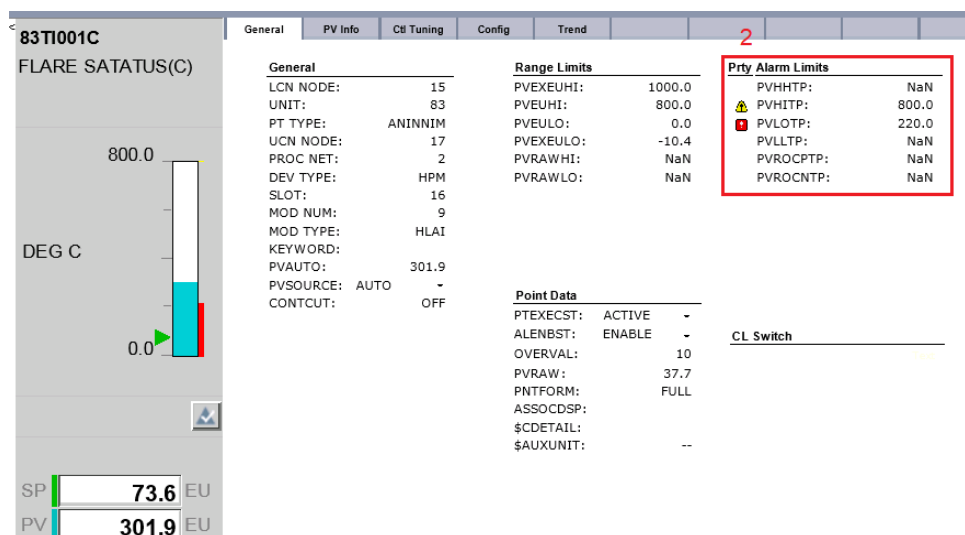 83TI001C
FLARE SATATUS(C)
General PV Info Ctl Tuning Config Trend
2
General
LCN NODE: 15
UNIT: 83
PT TYPE: ANINNIM
UCN NODE: 17
PROC NET: 2
DEV TYPE: HPM
SLOT: 16
MOD NUM: 9
MOD TYPE: HLAI
KEYWORD:
PVAUTO: 301.9
PVSOURCE: AUTO
CONTCUT: OFF
Range Limits
PVEXEUHI: 1000.0
PVEUHI: 800.0
PVEULO: 0.0
PVEXEULO: -10.4
PVRAWHI: NaN
PVRAWLO: NaN
Prty Alarm Limits
PVHHTP: NaN
PVHITP: 800.0
PVLOTP: 220.0
PVLLTP: NaN
PVROCPTP: NaN
PVROCNTP: NaN
Point Data
PTEXECST: ACTIVE
ALENBST: ENABLE
OVERVAL: 10
PVRAW: 37.7
PNTFORM: FULL
ASSOCDSP:
$CDETAIL:
$AUXUNIT: --
CL Switch
800.0
DEG C
0.0
SP 73.6 EU
PV 301.9 EU